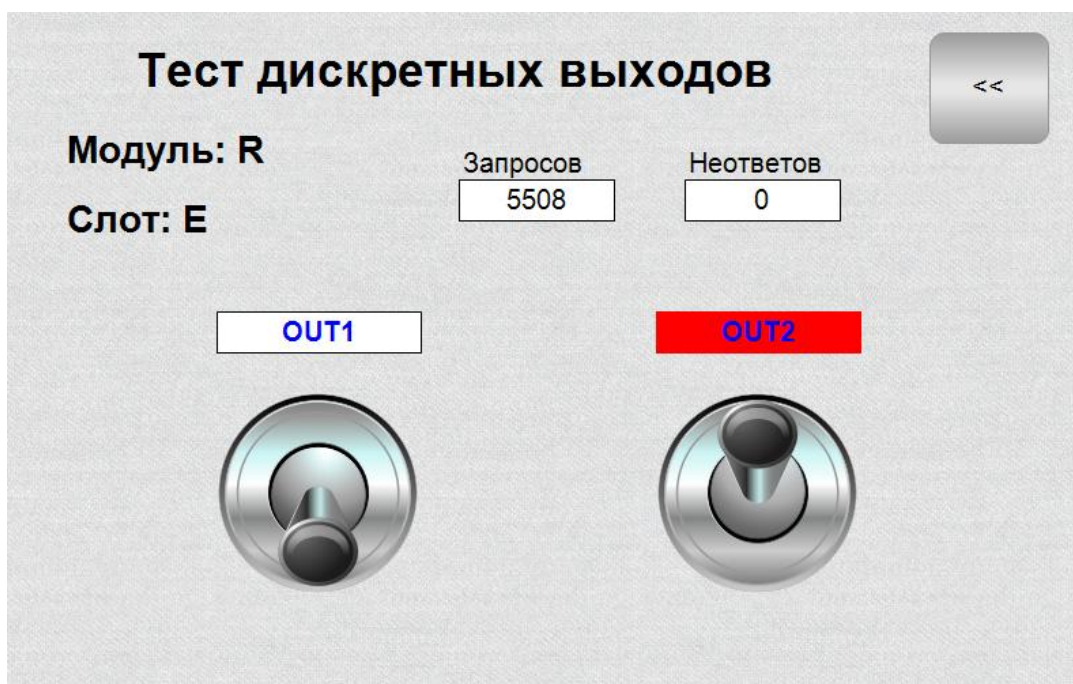 Тест дискретных выходов
<<
Модуль: R
Запросов
Неответов
5508
0
Слот: E
OUT1
OUT2